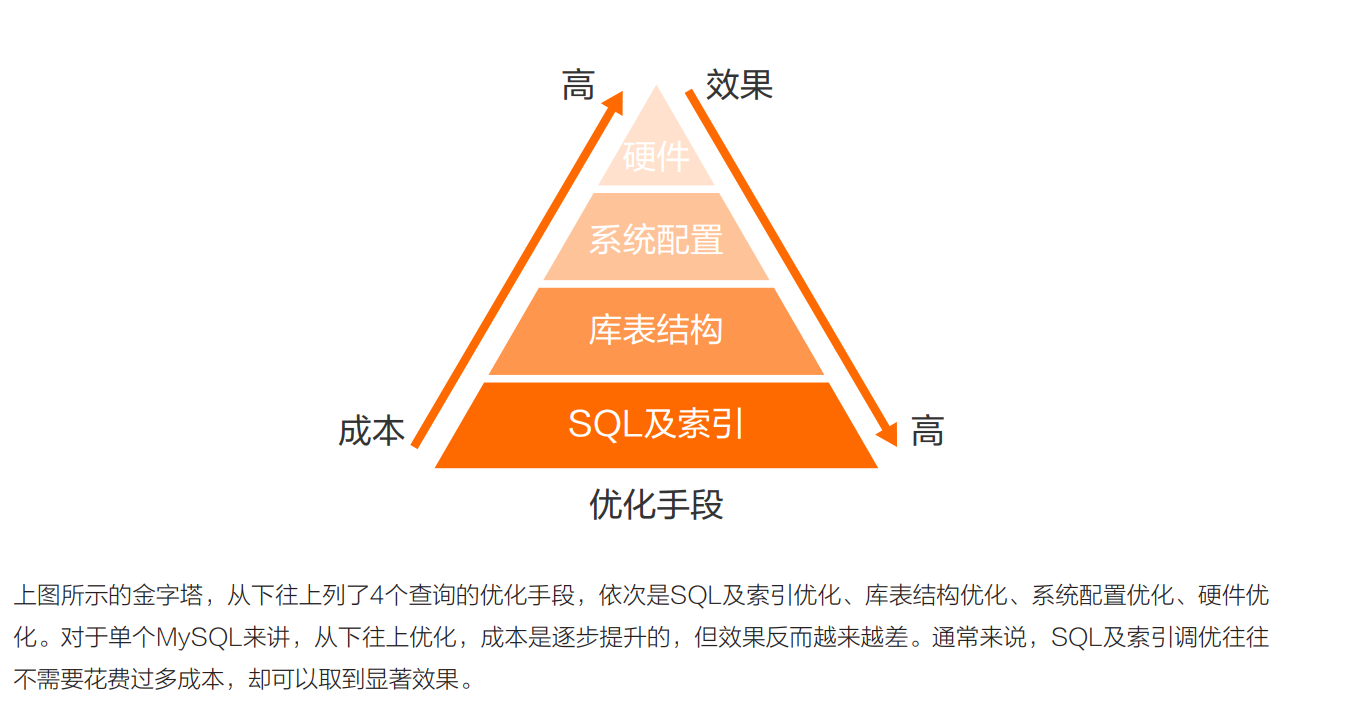 高
效果
硬件
系统配置
库表结构
成本
SQL及索引
高
优化手段
上图所示的金字塔，从下往上列了4个查询的优化手段，依次是SQL及索引优化、库表结构优化、系统配置优化、硬件优
化。对于单个MySQL来讲，从下往上优化，成本是逐步提升的，但效果反而越来越差。通常来说，SQL及索引调优往往
不需要花费过多成本，却可以取到显著效果。